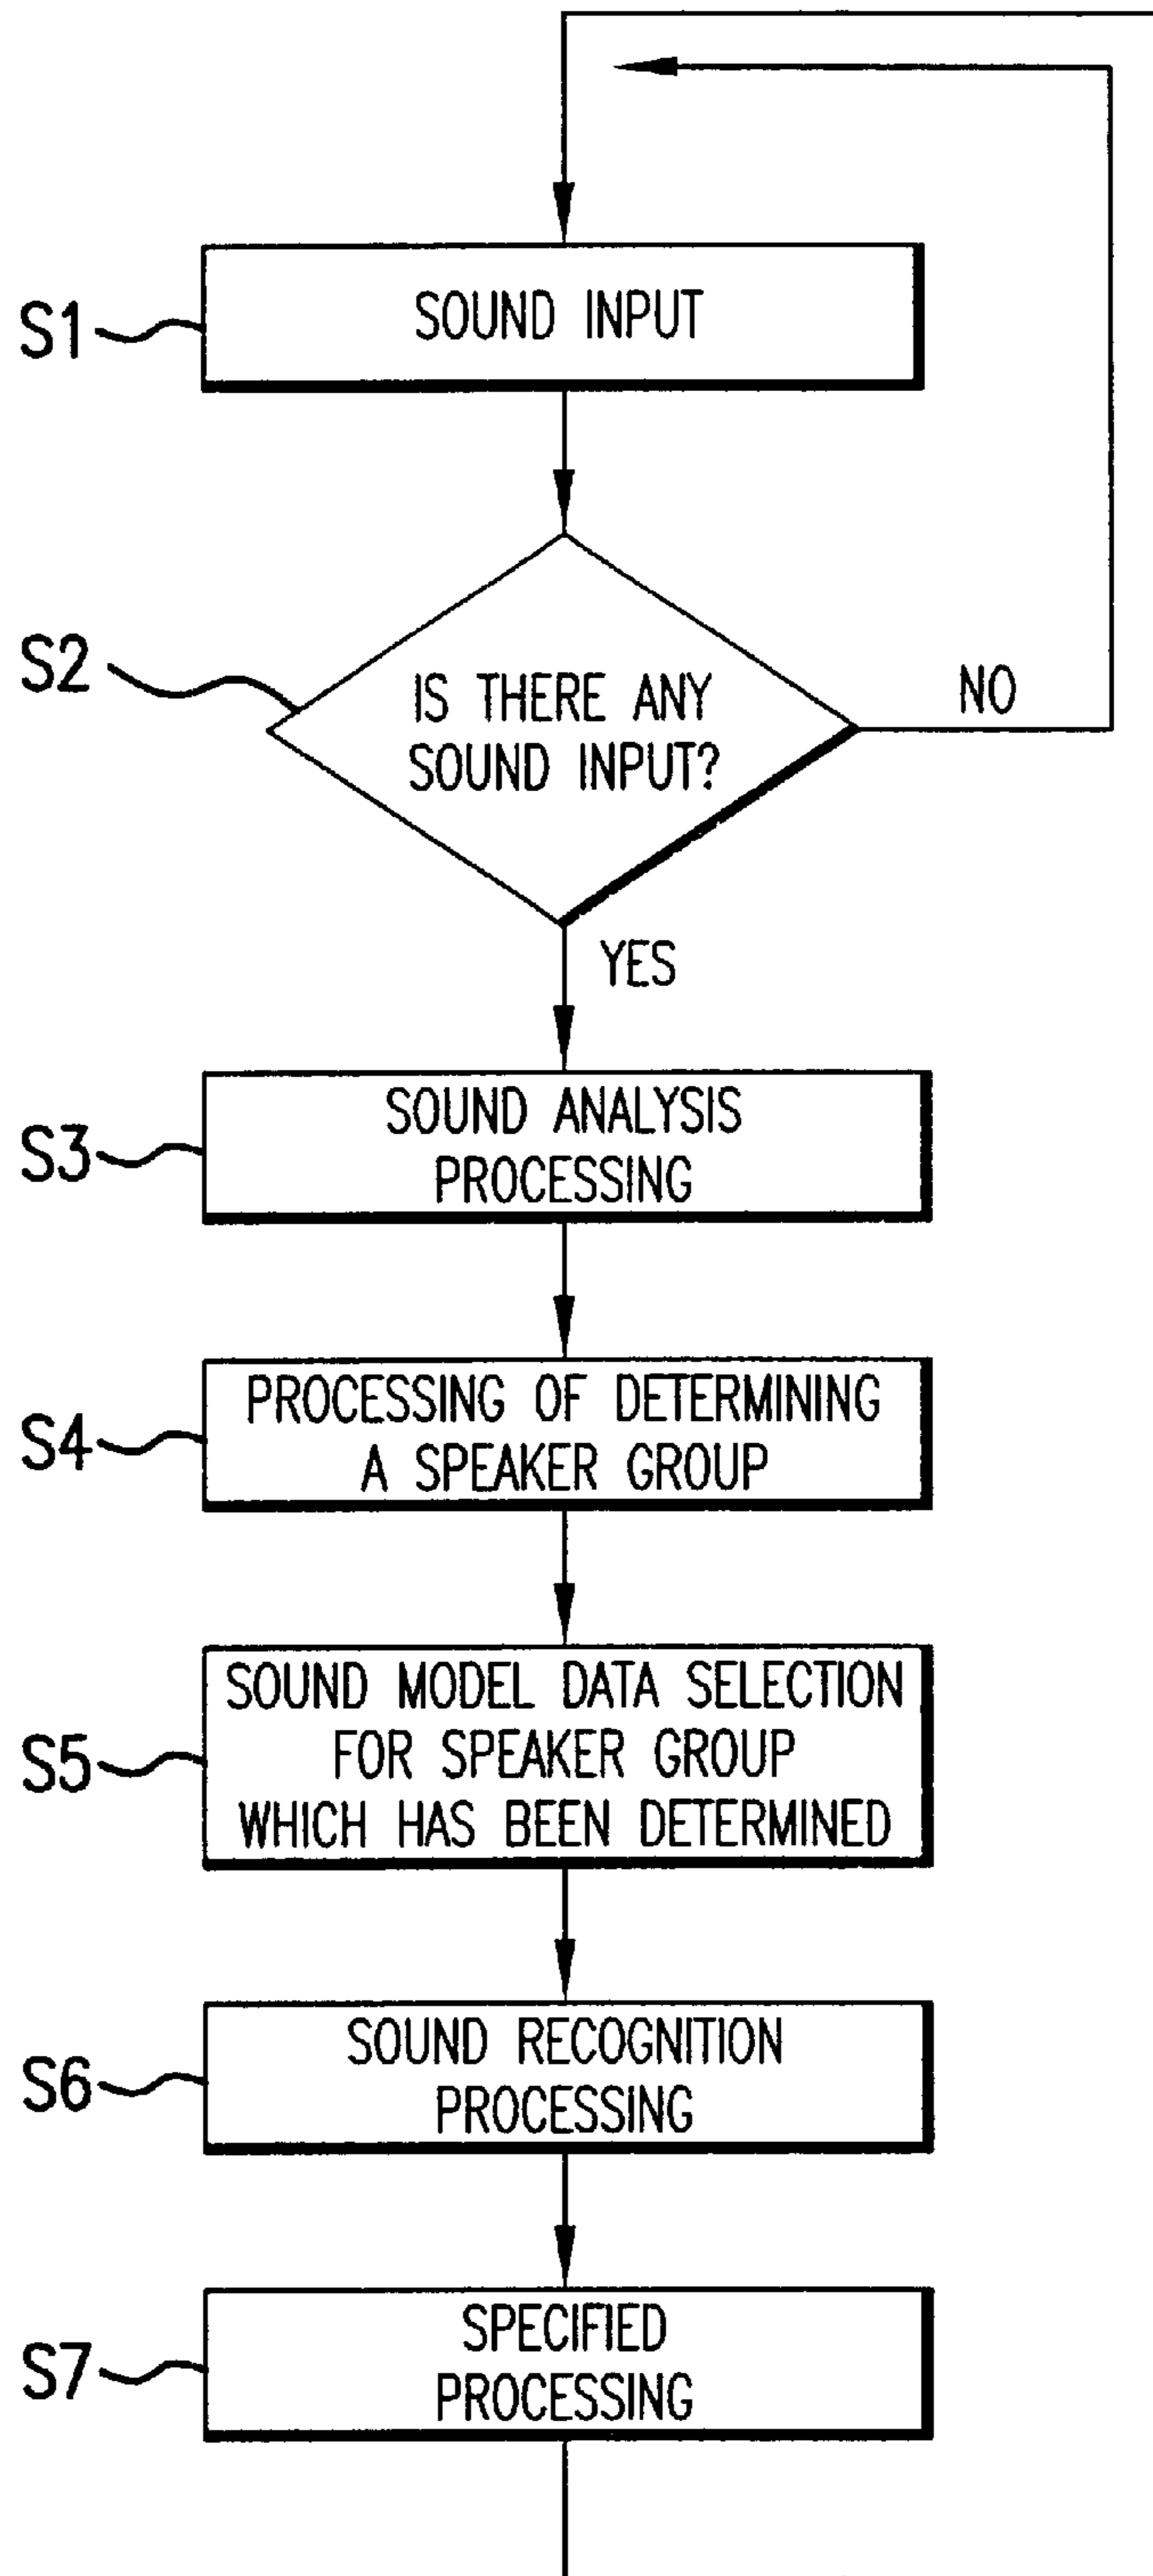 S1
SOUND INPUT
S2
IS THERE ANY
SOUND INPUT?
NO
YES
S3
SOUND ANALYSIS
PROCESSING
S4
PROCESSING OF DETERMINING
A SPEAKER GROUP
S5
SOUND MODEL DATA SELECTION
FOR SPEAKER GROUP
WHICH HAS BEEN DETERMINED
S6
SOUND RECOGNITION
PROCESSING
S7
SPECIFIED
PROCESSING